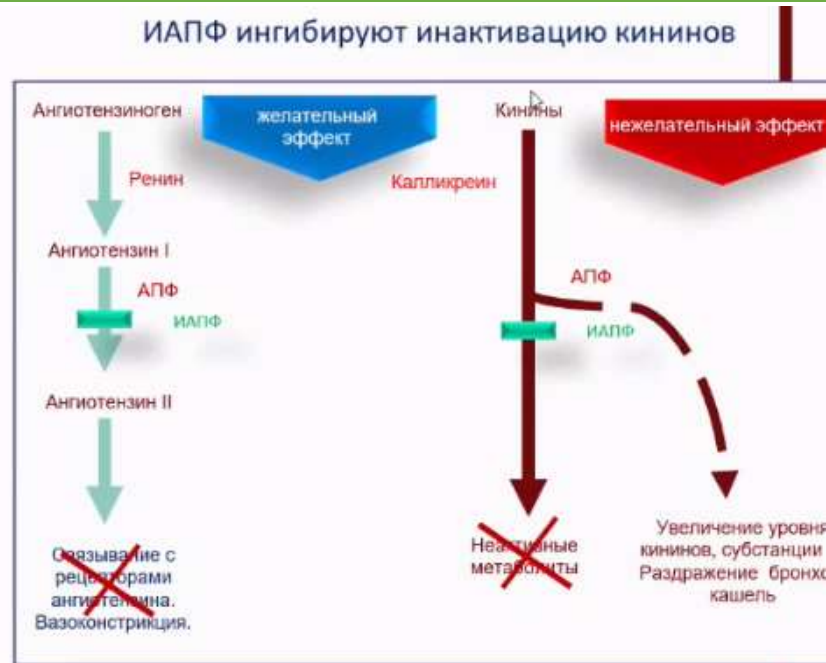 ИАПФ ингибируют инактивацию кининов
Ангиотензиноген
желательный
эффект
Кинины
нежелательный эффект
Ренин
Калликреин
Ангиотензин I
АПФ
ИАПФ
АПФ
ИАПФ
Ангиотензин II
Связывание с
рецепторами
ангиотензина.
Вазоконстрикция.
Неактивные
метаболиты
Увеличение уровня
кининов, субстанции
Раздражение
кашель